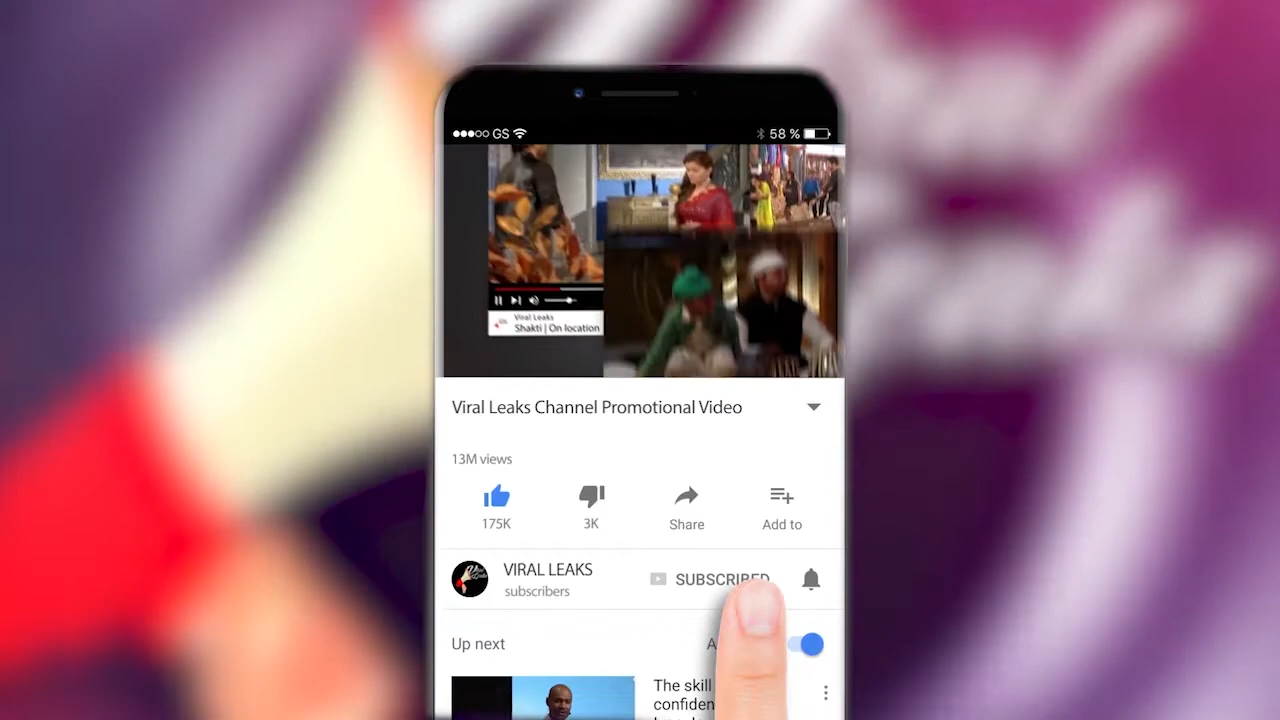 GS
58 %
Viral Leaks
Shakti | On location
Viral Leaks Channel Promotional Video
13M views
175K
3K
Share
Add to
VIRAL LEAKS
SUBSCRIBED
subscribers
Up next
A
The skill
confiden